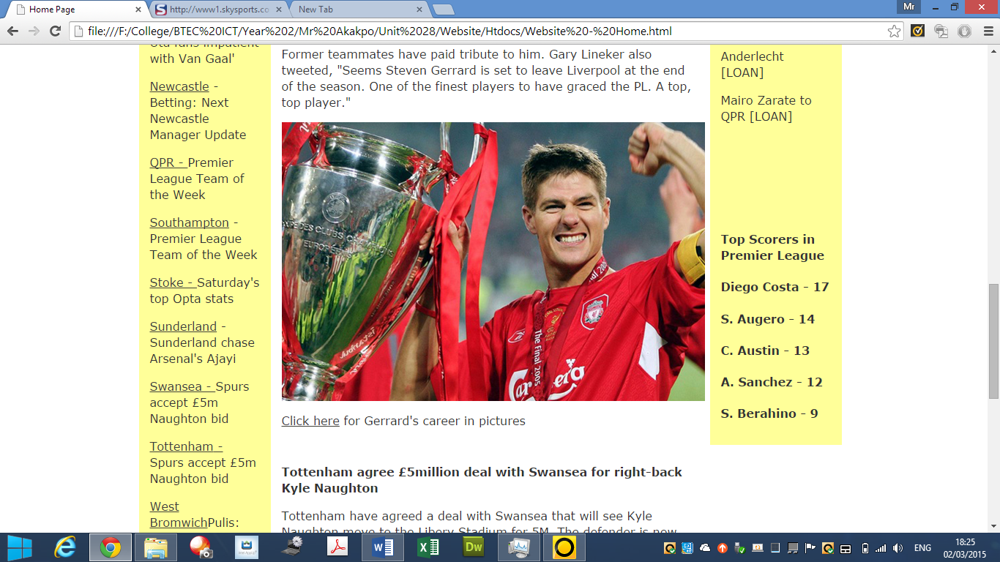 Home Page
http://www1.skysports.co
New Tab
Mr
file:///F:/College/BTEC%20ICT/Year%202/Mr%20Akakpo/Unit%2028/Website/Htdocs/Website%20-%20Home.html
Utd fans impatient
with Van Gaal'
Newcastle -
Betting: Next
Newcastle
Manager Update
QPR - Premier
League Team of
the Week
Southampton -
Premier League
Team of the Week
Stoke - Saturday's
top Opta stats
Sunderland -
Sunderland chase
Arsenal's Ajayi
Swansea - Spurs
accept £5m
Naughton bid
Tottenham -
Spurs accept £5m
Naughton bid
West
BromwichPulis:
Former teammates have paid tribute to him. Gary Lineker also
tweeted, "Seems Steven Gerrard is set to leave Liverpool at the end
of the season. One of the finest players to have graced the PL. A top,
top player."
EUROPÉENS
The Final 2005
Carlsberg
Click here for Gerrard's career in pictures
Tottenham agree £5million deal with Swansea for right-back
Kyle Naughton
Tottenham have agreed a deal with Swansea that will see Kyle
Naughton move to the Libery Stadium for 5M. The defender is now
Anderlecht
[LOAN]
Mairo Zarate to
QPR [LOAN]
Top Scorers in
Premier League
Diego Costa - 17
S. Augero - 14
C. Austin - 13
A. Sanchez - 12
S. Berahino - 9
Dw
ENG
18:25
02/03/2015